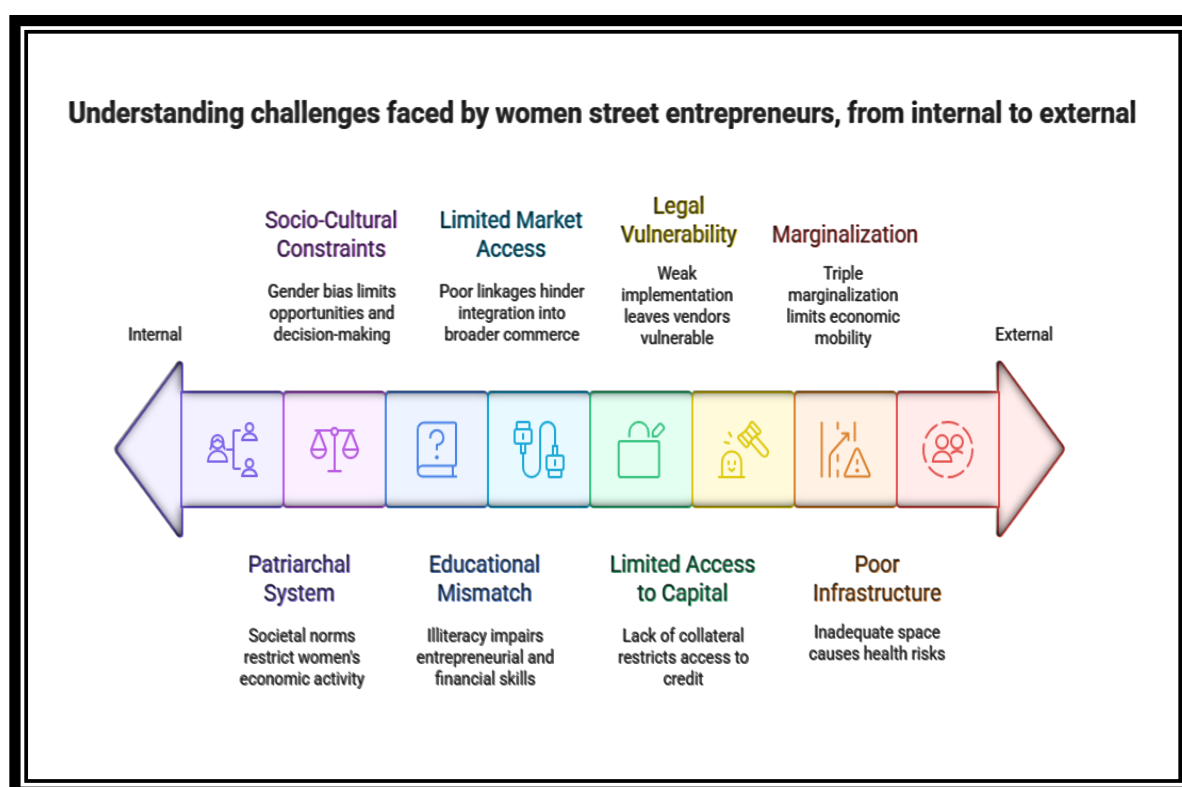 Understanding challenges faced by women street entrepreneurs, from internal to external
Socio-Cultural
Constraints
Gender bias limits
opportunities and
decision-making
Limited Market
Access
Poor linkages hinder
integration into
broader commerce
Legal
Vulnerability
Weak
implementation
leaves vendors
vulnerable
Marginalization
Triple
marginalization
limits economic
mobility
Internal
External
?
Patriarchal
System
Societal norms
restrict women's
economic activity
Educational
Mismatch
Illiteracy impairs
entrepreneurial and
financial skills
Limited Access
to Capital
Lack of collateral
restricts access to
credit
Poor
Infrastructure
Inadequate space
causes health risks